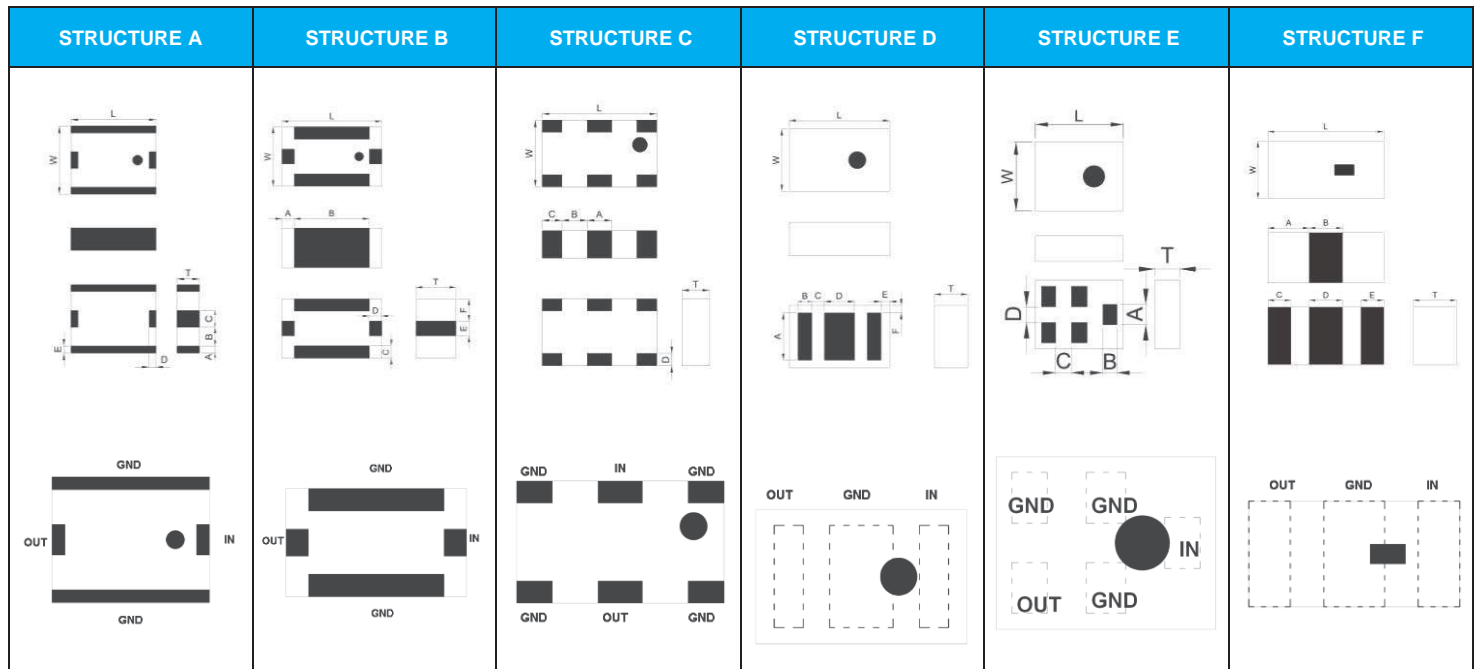 STRUCTURE A
STRUCTURE B
STRUCTURE C
STRUCTURE D
STRUCTURE E
STRUCTURE F
L
W
T
C
B
A
E
D
GND
OUT
IN
GND
L
W
A B
T
D
F
E
C
GND
OUT
IN
GND
L
W
C B A
T
D
GND IN GND
GND OUT GND
L
W
B C D E
T
A
F
OUT GND IN
L
W
T
D
A
C B
GND GND
IN
OUT GND
L
W
A B
C D E
T
OUT GND IN